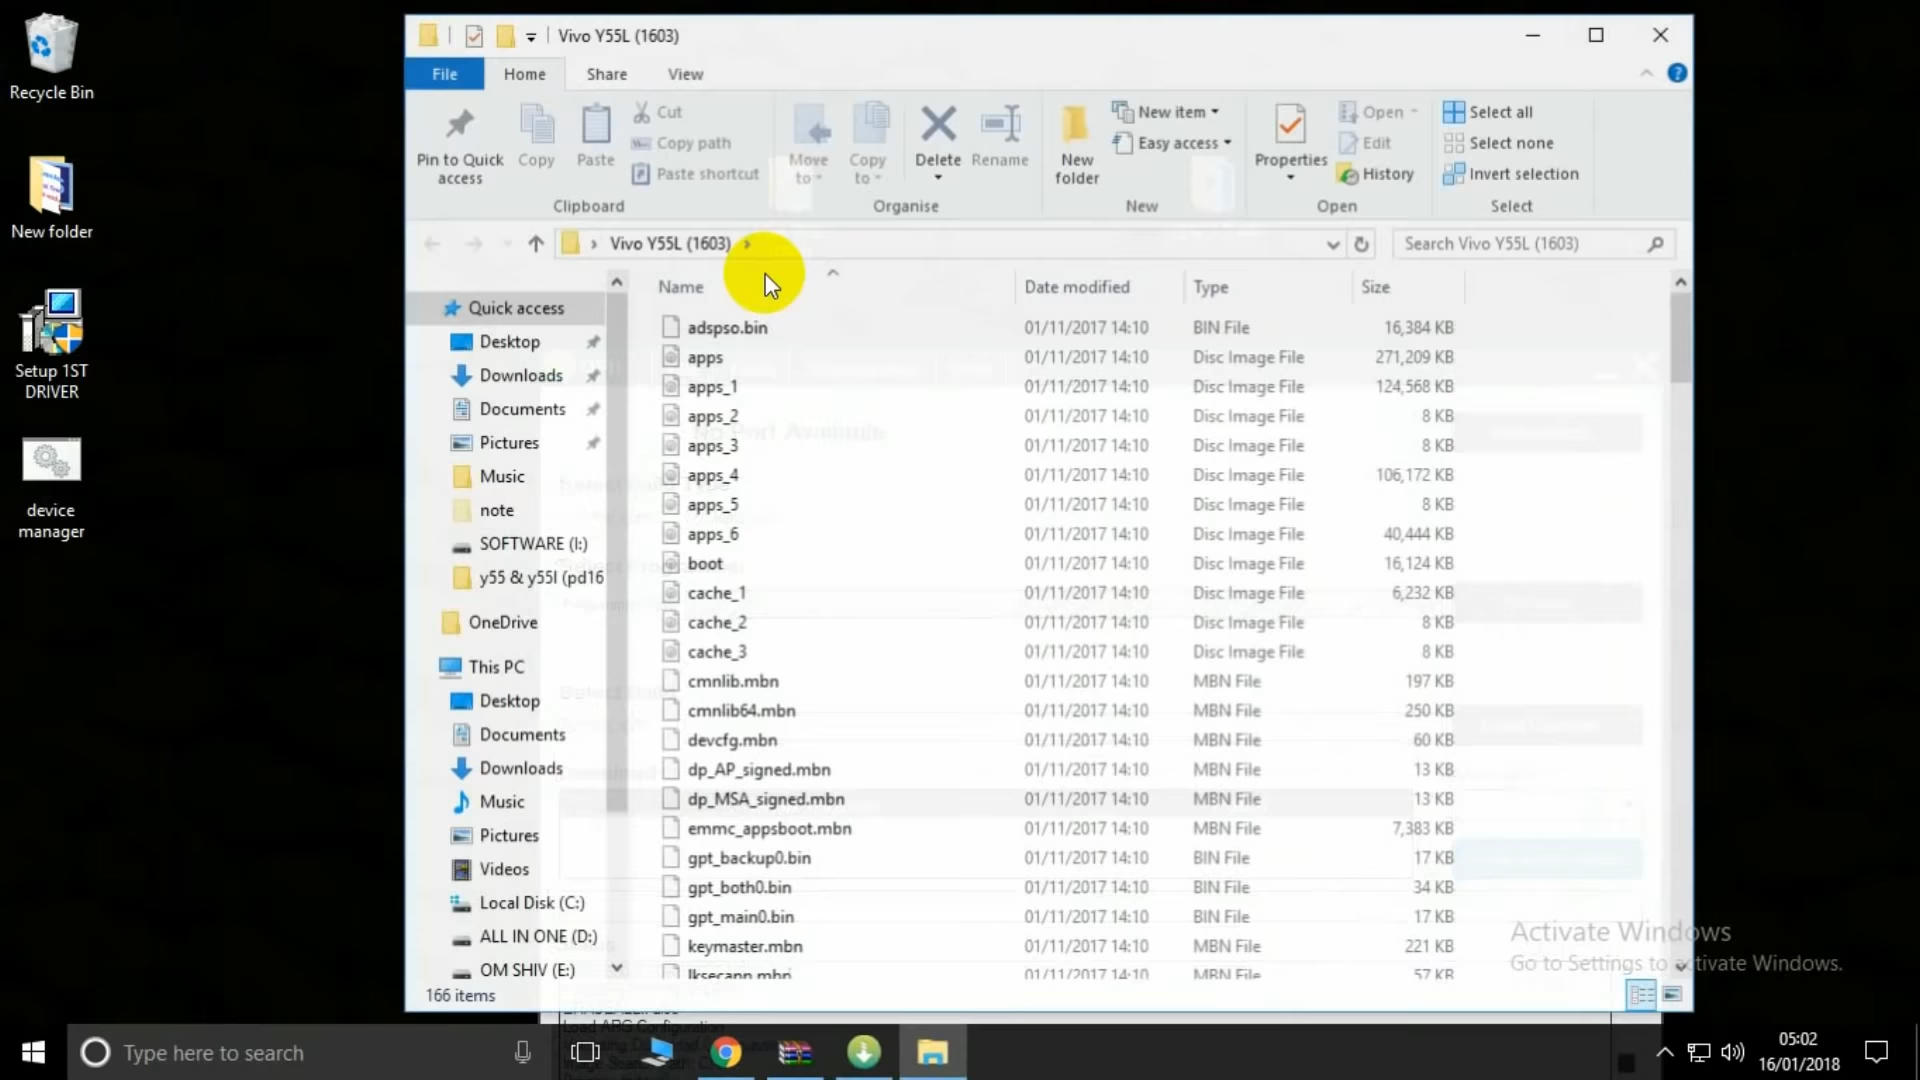 Recycle Bin
New folder
Setup 1ST
DRIVER
device
manager
Vivo Y55L (1603)
File
Home
Share
View
Pin to Quick
access
Copy
Paste
Cut
Copy path
Paste shortcut
Clipboard
Move
to
Copy
to
Delete
Rename
Organise
New
folder
New item
Easy access
New
Properties
Open
Edit
History
Open
Select all
Select none
Invert selection
Select
Vivo Y55L (1603)
Search Vivo Y55L (1603)
Quick access
Desktop
Downloads
Documents
Pictures
Music
note
SOFTWARE (I:)
y55 & y55l (pd16
OneDrive
This PC
Desktop
Documents
Downloads
Music
Pictures
Videos
Local Disk (C:)
ALL IN ONE (D:)
OM SHIV (E:)
Name Date modified Type Size
adspso.bin 01/11/2017 14:10 BIN File 16,384 KB
apps 01/11/2017 14:10 Disc Image File 271,209 KB
apps_1 01/11/2017 14:10 Disc Image File 124,568 KB
apps_2 01/11/2017 14:10 Disc Image File 8 KB
apps_3 01/11/2017 14:10 Disc Image File 8 KB
apps_4 01/11/2017 14:10 Disc Image File 106,172 KB
apps_5 01/11/2017 14:10 Disc Image File 8 KB
apps_6 01/11/2017 14:10 Disc Image File 40,444 KB
boot 01/11/2017 14:10 Disc Image File 16,124 KB
cache_1 01/11/2017 14:10 Disc Image File 6,232 KB
cache_2 01/11/2017 14:10 Disc Image File 8 KB
cache_3 01/11/2017 14:10 Disc Image File 8 KB
cmnlib.mbn 01/11/2017 14:10 MBN File 197 KB
cmnlib64.mbn 01/11/2017 14:10 MBN File 250 KB
devcfg.mbn 01/11/2017 14:10 MBN File 60 KB
dp_AP_signed.mbn 01/11/2017 14:10 MBN File 13 KB
dp_MSA_signed.mbn 01/11/2017 14:10 MBN File 13 KB
emmc_appsboot.mbn 01/11/2017 14:10 MBN File 7,383 KB
gpt_backup0.bin 01/11/2017 14:10 BIN File 17 KB
gpt_both0.bin 01/11/2017 14:10 BIN File 34 KB
gpt_main0.bin 01/11/2017 14:10 BIN File 17 KB
keymaster.mbn 01/11/2017 14:10 MBN File 221 KB
lksecapp.mbn 01/11/2017 14:10 MBN File 57 KB
No Port Available
166 items
Activate Windows
Go to Settings to activate Windows.
Load ARG Configuration
Type here to search
05:02
16/01/2018